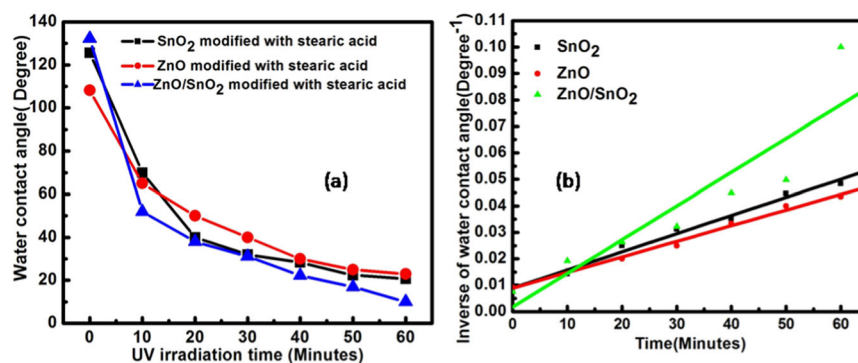 140
120
100
80
60
40
20
0
Water contact angle( Degree)
SnO₂ modified with stearic acid
ZnO modified with stearic acid
ZnO/SnO₂ modified with stearic acid
(a)
0 10 20 30 40 50 60
UV irradiation time (Minutes)
0.11
0.10
0.09
0.08
0.07
0.06
0.05
0.04
0.03
0.02
0.01
0.00
Inverse of water contact angle(Degree⁻¹)
SnO₂
ZnO
ZnO/SnO₂
(b)
0 10 20 30 40 50 60
Time(Minutes)